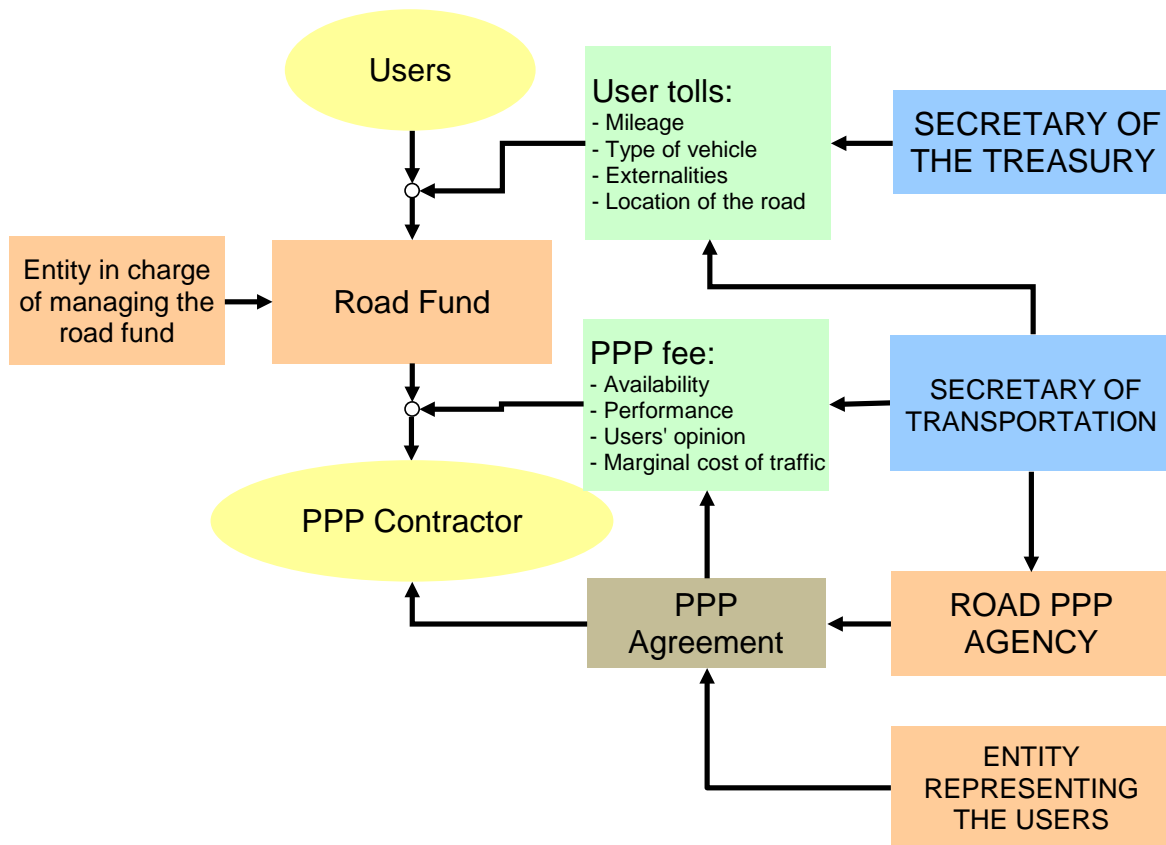 Users
User tolls:
- Mileage
- Type of vehicle
- Externalities
- Location of the road
SECRETARY OF
THE TREASURY
Entity in charge
of managing the
road fund
Road Fund
PPP fee:
- Availability
- Performance
- Users' opinion
- Marginal cost of traffic
SECRETARY OF
TRANSPORTATION
PPP Contractor
PPP
Agreement
ROAD PPP
AGENCY
ENTITY
REPRESENTING
THE USERS